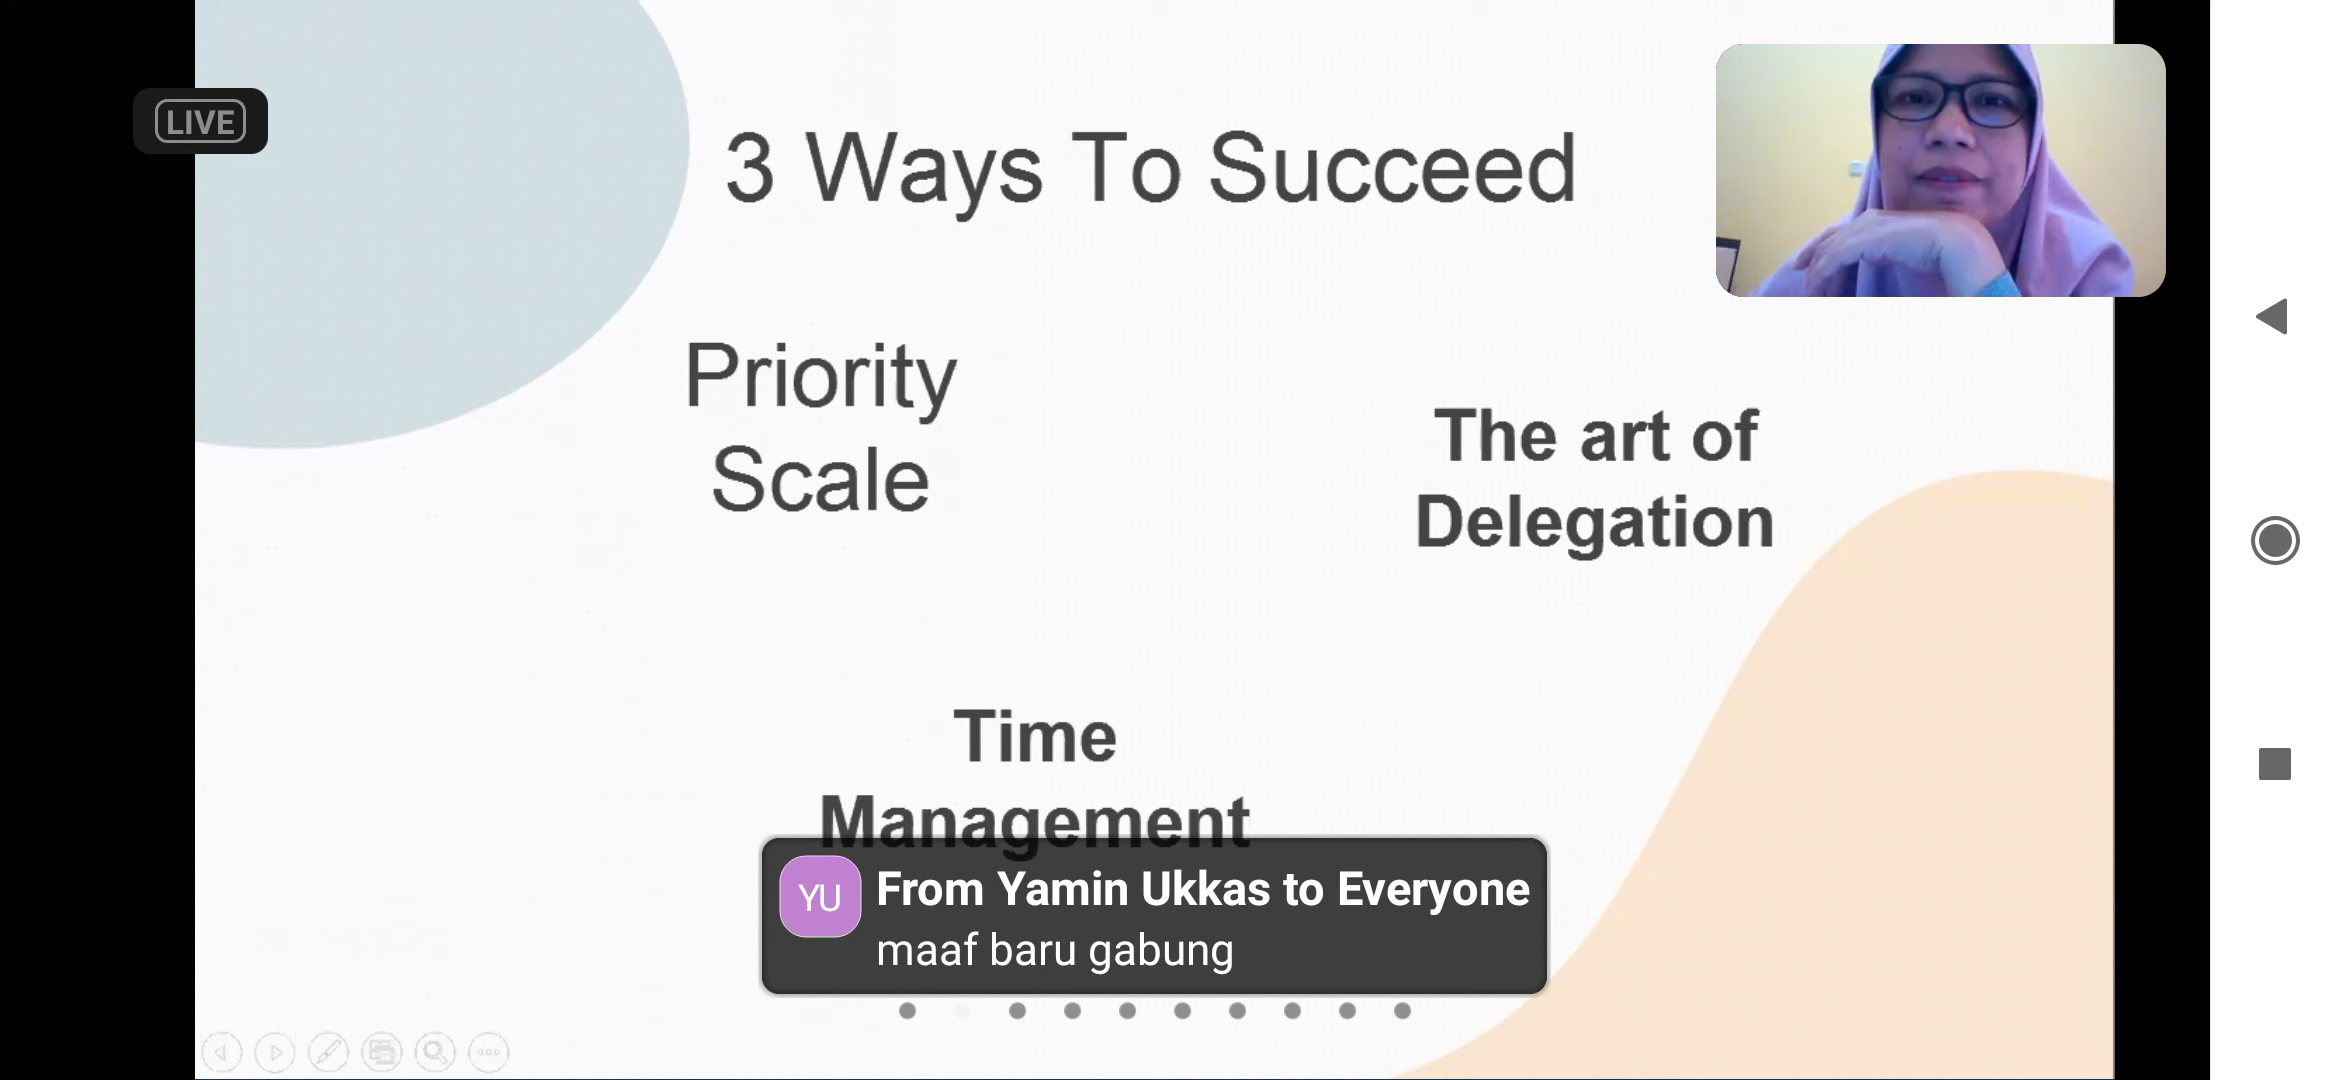 LIVE
3 Ways To Succeed
Priority
Scale
The art of
Delegation
Time
Management
YU
From Yamin Ukkas to Everyone
maaf baru gabung